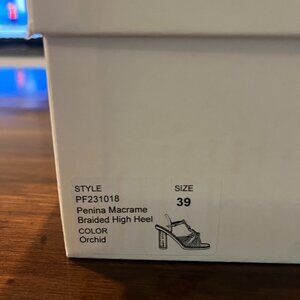 STYLE
PF231018
Penina Macrame
Braided High Heel
COLOR
Orchid
SIZE
39